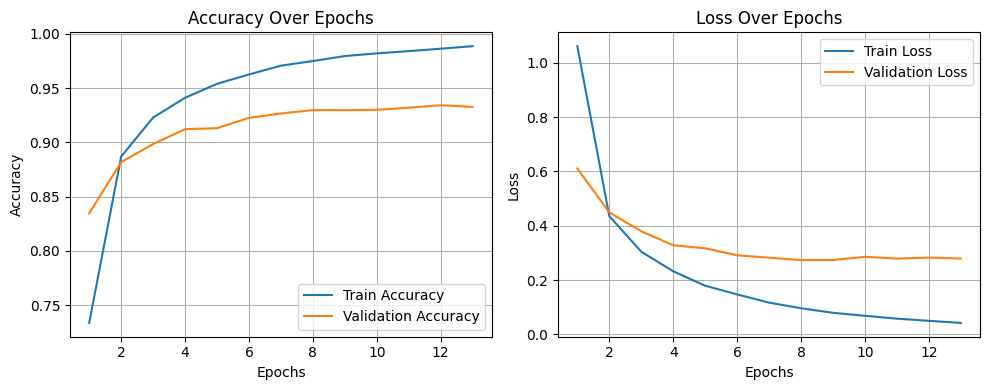 Accuracy Over Epochs
1.00
0.95
0.90
0.85
0.80
0.75
Accuracy
2 4 6 8 10 12
Epochs
Train Accuracy
Validation Accuracy
Loss Over Epochs
1.0
0.8
0.6
0.4
0.2
0.0
Loss
2 4 6 8 10 12
Epochs
Train Loss
Validation Loss